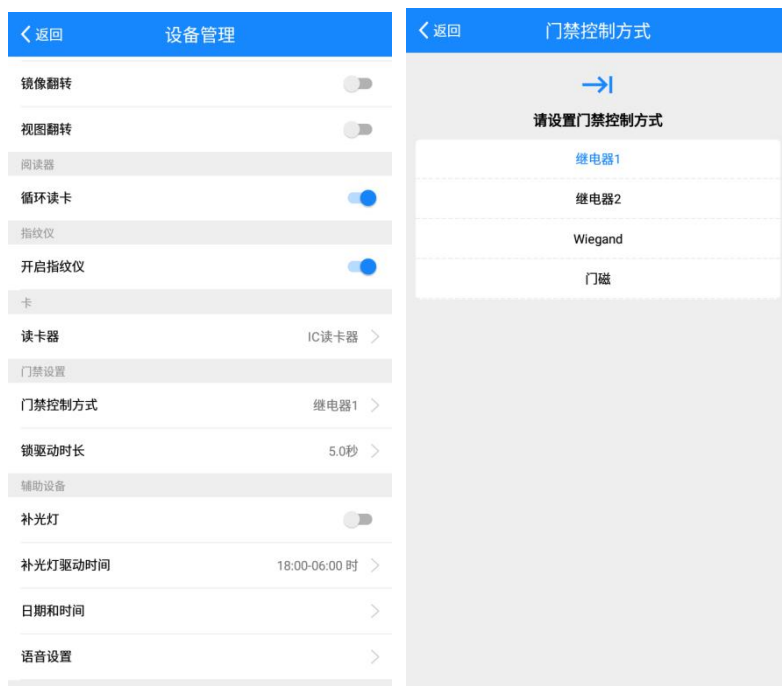 返回
设备管理
镜像翻转
视图翻转
阅读器
循环读卡
指纹仪
开启指纹仪
卡
读卡器 IC读卡器
门禁设置
门禁控制方式 继电器1
锁驱动时长 5.0秒
辅助设备
补光灯
补光灯驱动时间 18:00-06:00 时
日期和时间
语音设置
返回
门禁控制方式
请设置门禁控制方式
继电器1
继电器2
Wiegand
门磁